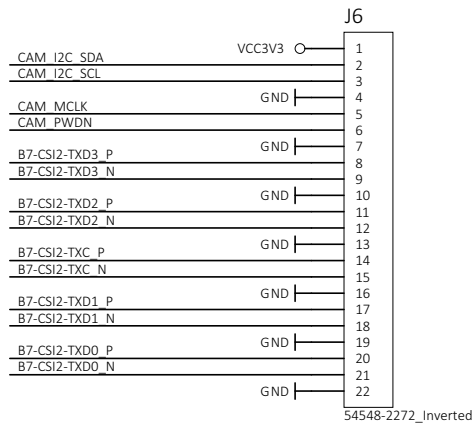 J6
VCC3V3 1
CAM_I2C_SDA 2
CAM_I2C_SCL 3
GND 4
CAM_MCLK 5
CAM_PWDN 6
GND 7
B7-CSI2-TXD3_P 8
B7-CSI2-TXD3_N 9
GND 10
B7-CSI2-TXD2_P 11
B7-CSI2-TXD2_N 12
GND 13
B7-CSI2-TXC_P 14
B7-CSI2-TXC_N 15
GND 16
B7-CSI2-TXD1_P 17
B7-CSI2-TXD1_N 18
GND 19
B7-CSI2-TXD0_P 20
B7-CSI2-TXD0_N 21
GND 22
54548-2272_Inverted